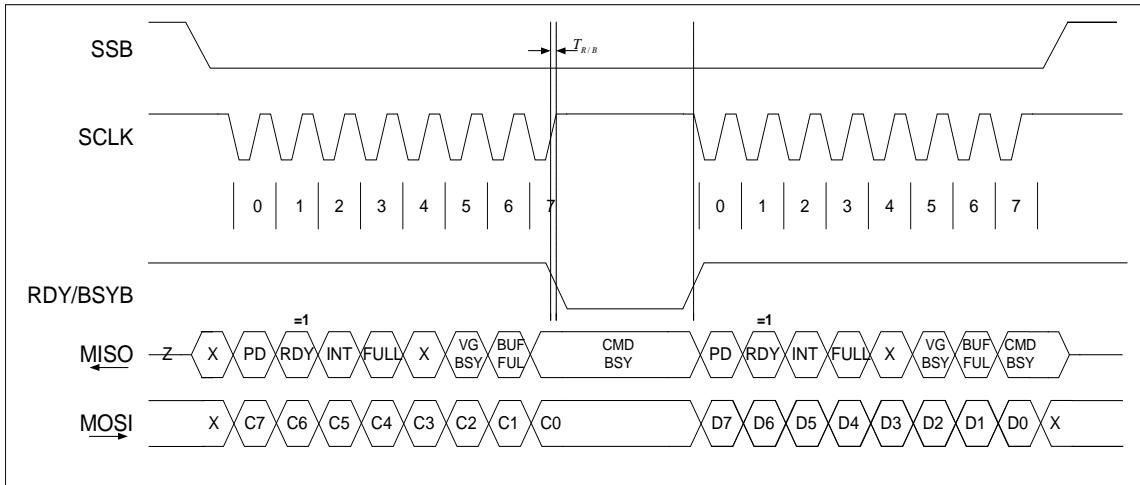 SSB
T R/B
SCLK
0 1 2 3 4 5 6 7 0 1 2 3 4 5 6 7
RDY/BSYB
=1 =1
MISO Z X PD RDY INT FULL X VG BSY BUF FUL CMD BSY PD RDY INT FULL X VG BSY BUF FUL CMD BSY
MOSI X C7 C6 C5 C4 C3 C2 C1 C0 D7 D6 D5 D4 D3 D2 D1 D0 X